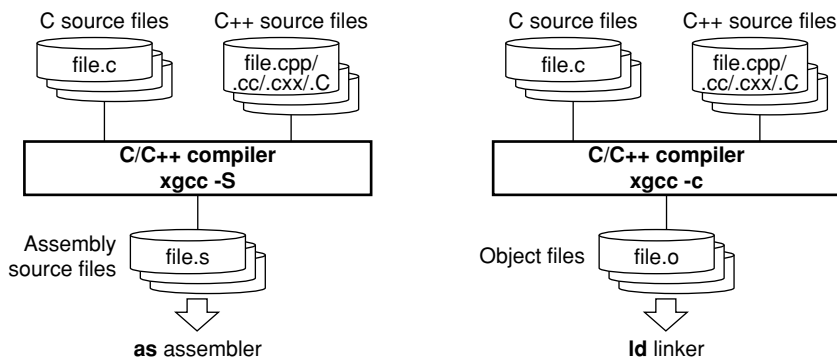 C source files
C++ source files
file.c
file.cpp/
.cc/.cxx/.C
C/C++ compiler
xgcc -S
Assembly
source files
file.s
as assembler
C source files
C++ source files
file.c
file.cpp/
.cc/.cxx/.C
C/C++ compiler
xgcc -c
Object files
file.o
ld linker